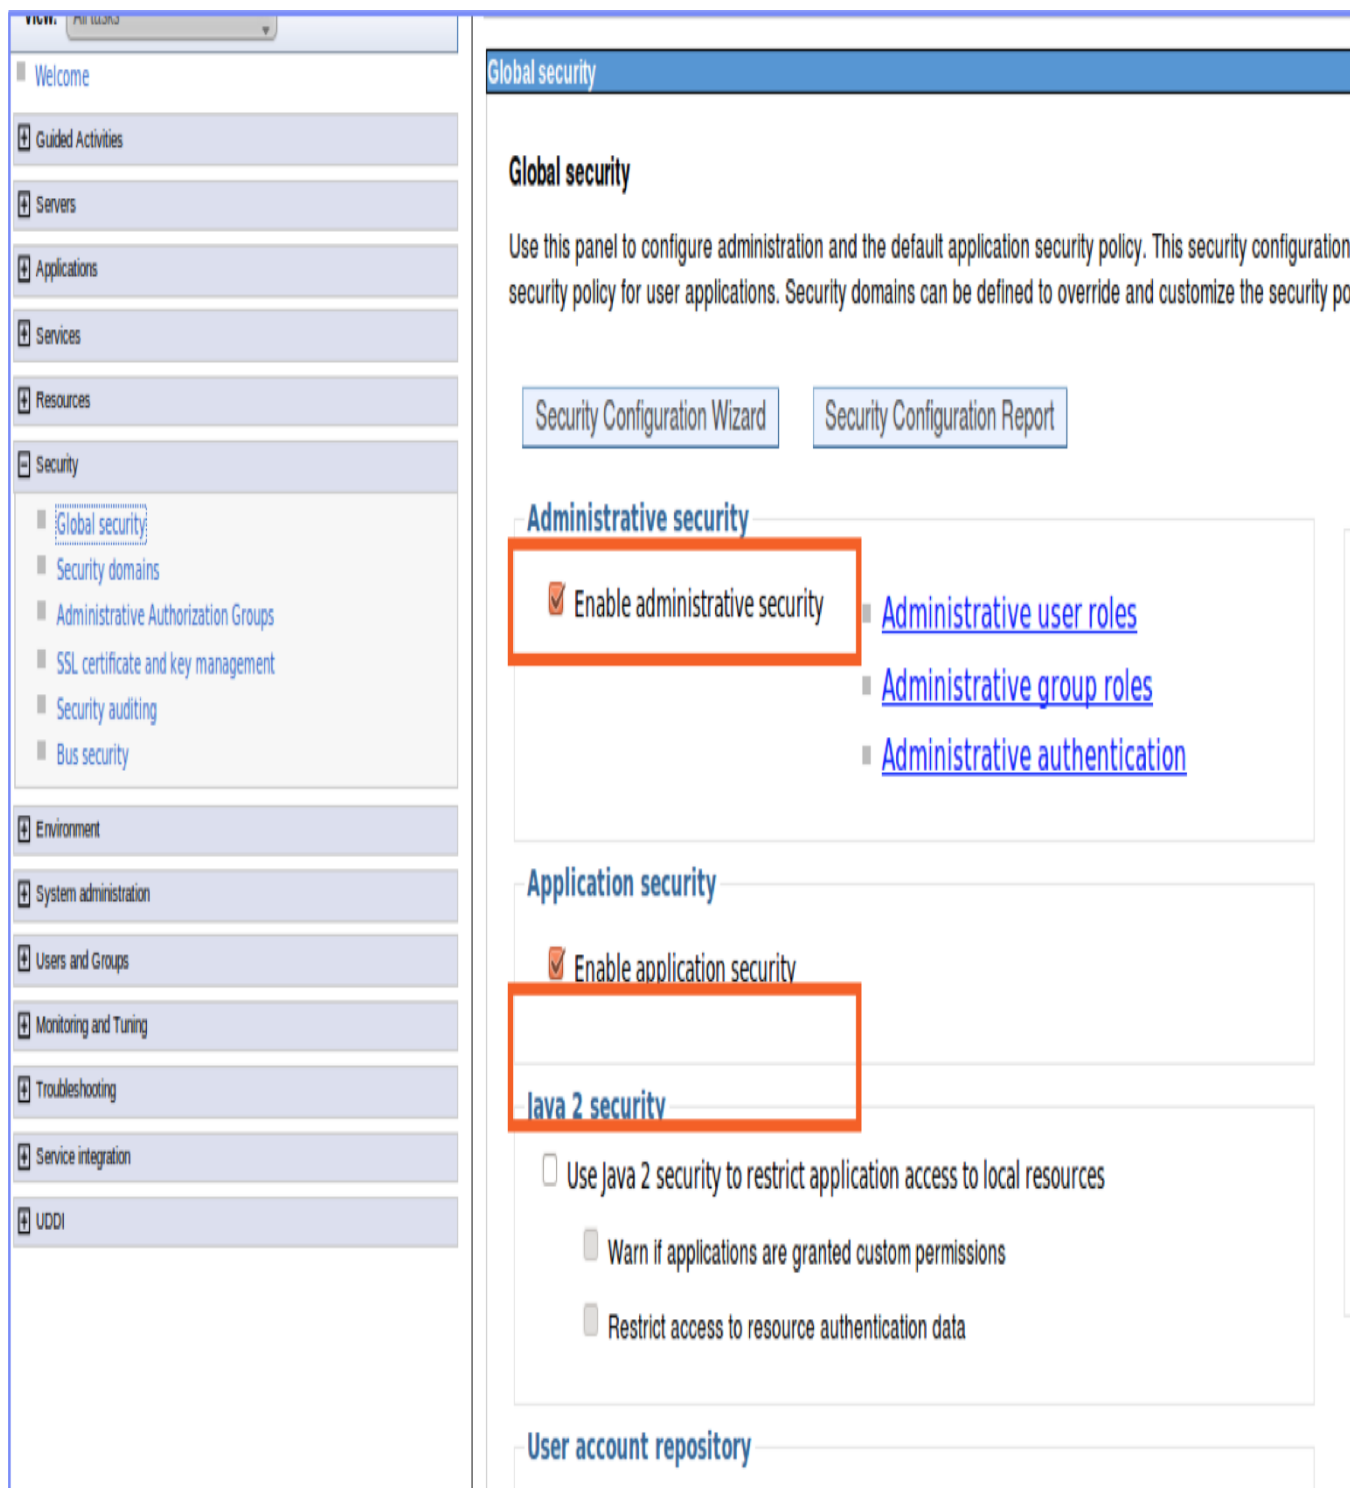 View: All tasks
Welcome
Guided Activities
Servers
Applications
Services
Resources
Security
Global security
Security domains
Administrative Authorization Groups
SSL certificate and key management
Security auditing
Bus security
Environment
System administration
Users and Groups
Monitoring and Tuning
Troubleshooting
Service integration
UDDI
Global security
Global security
Use this panel to configure administration and the default application security policy. This security configuration
security policy for user applications. Security domains can be defined to override and customize the security po
Security Configuration Wizard Security Configuration Report
Administrative security
Enable administrative security
Administrative user roles
Administrative group roles
Administrative authentication
Application security
Enable application security
Java 2 security
Use Java 2 security to restrict application access to local resources
Warn if applications are granted custom permissions
Restrict access to resource authentication data
User account repository